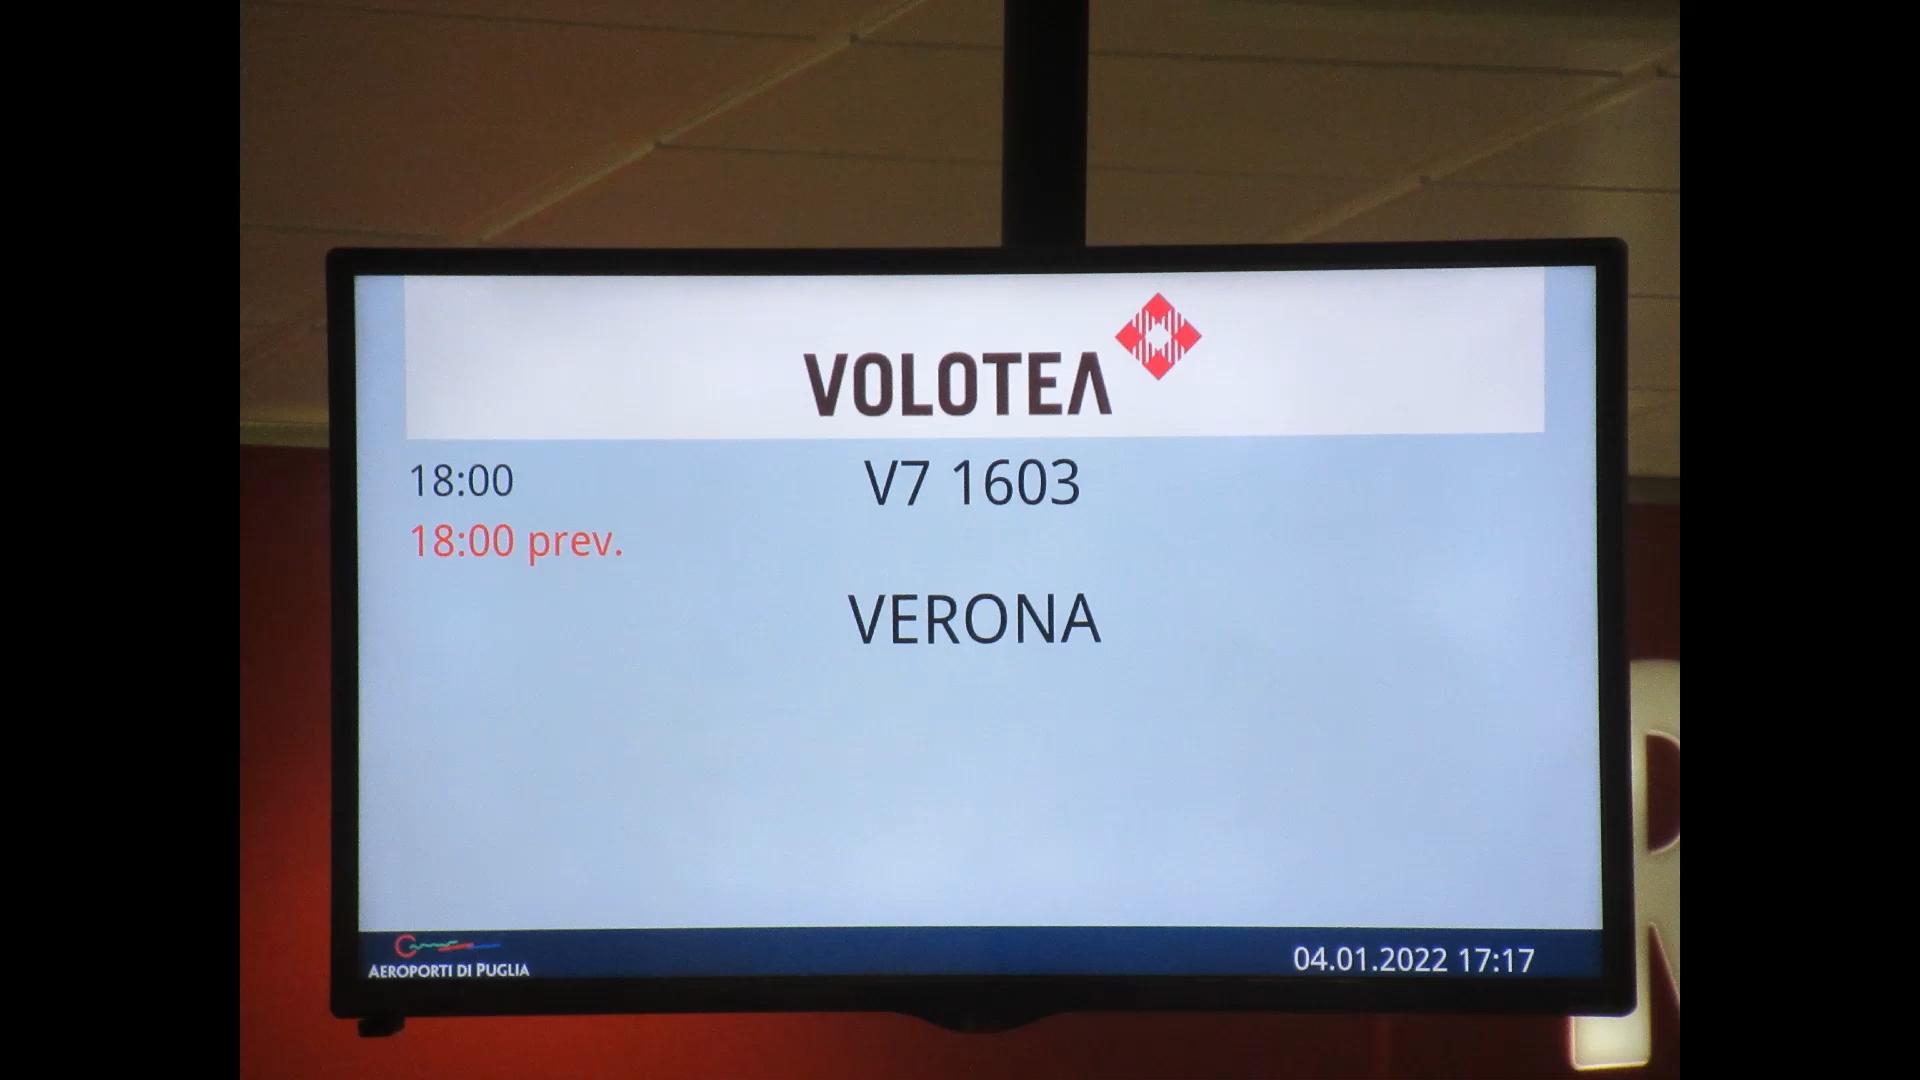 VOLOTEA
18:00
V7 1603
18:00 prev.
VERONA
AEROPORTI DI PUGLIA
04.01.2022 17:17
R